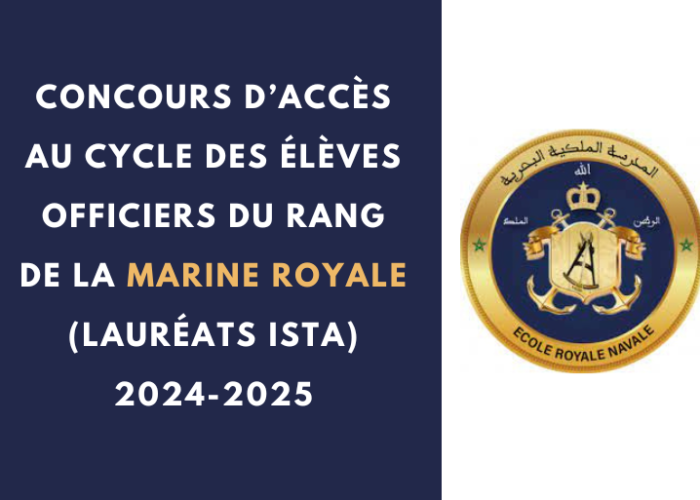 CONCOURS D’ACCÈS
AU CYCLE DES ÉLÈVES
OFFICIERS DU RANG
DE LA MARINE ROYALE
(LAURÉATS ISTA)
2024-2025
المدرسة الملكية البحرية
الله
الوطن
الملك
ECOLE ROYALE NAVALE